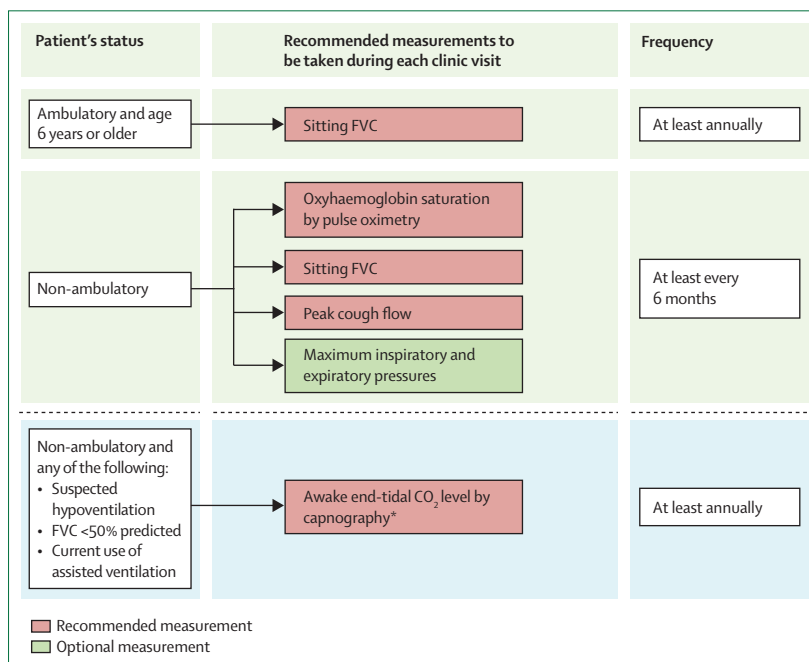 Patient's status
Recommended measurements to
be taken during each clinic visit
Frequency
Ambulatory and age
6 years or older
Sitting FVC
At least annually
Non-ambulatory
Oxyhaemoglobin saturation
by pulse oximetry
Sitting FVC
Peak cough flow
Maximum inspiratory and
expiratory pressures
At least every
6 months
Non-ambulatory and
any of the following:
• Suspected
hypoventilation
• FVC <50% predicted
• Current use of
assisted ventilation
Awake end-tidal CO₂ level by
capnography*
At least annually
Recommended measurement
Optional measurement